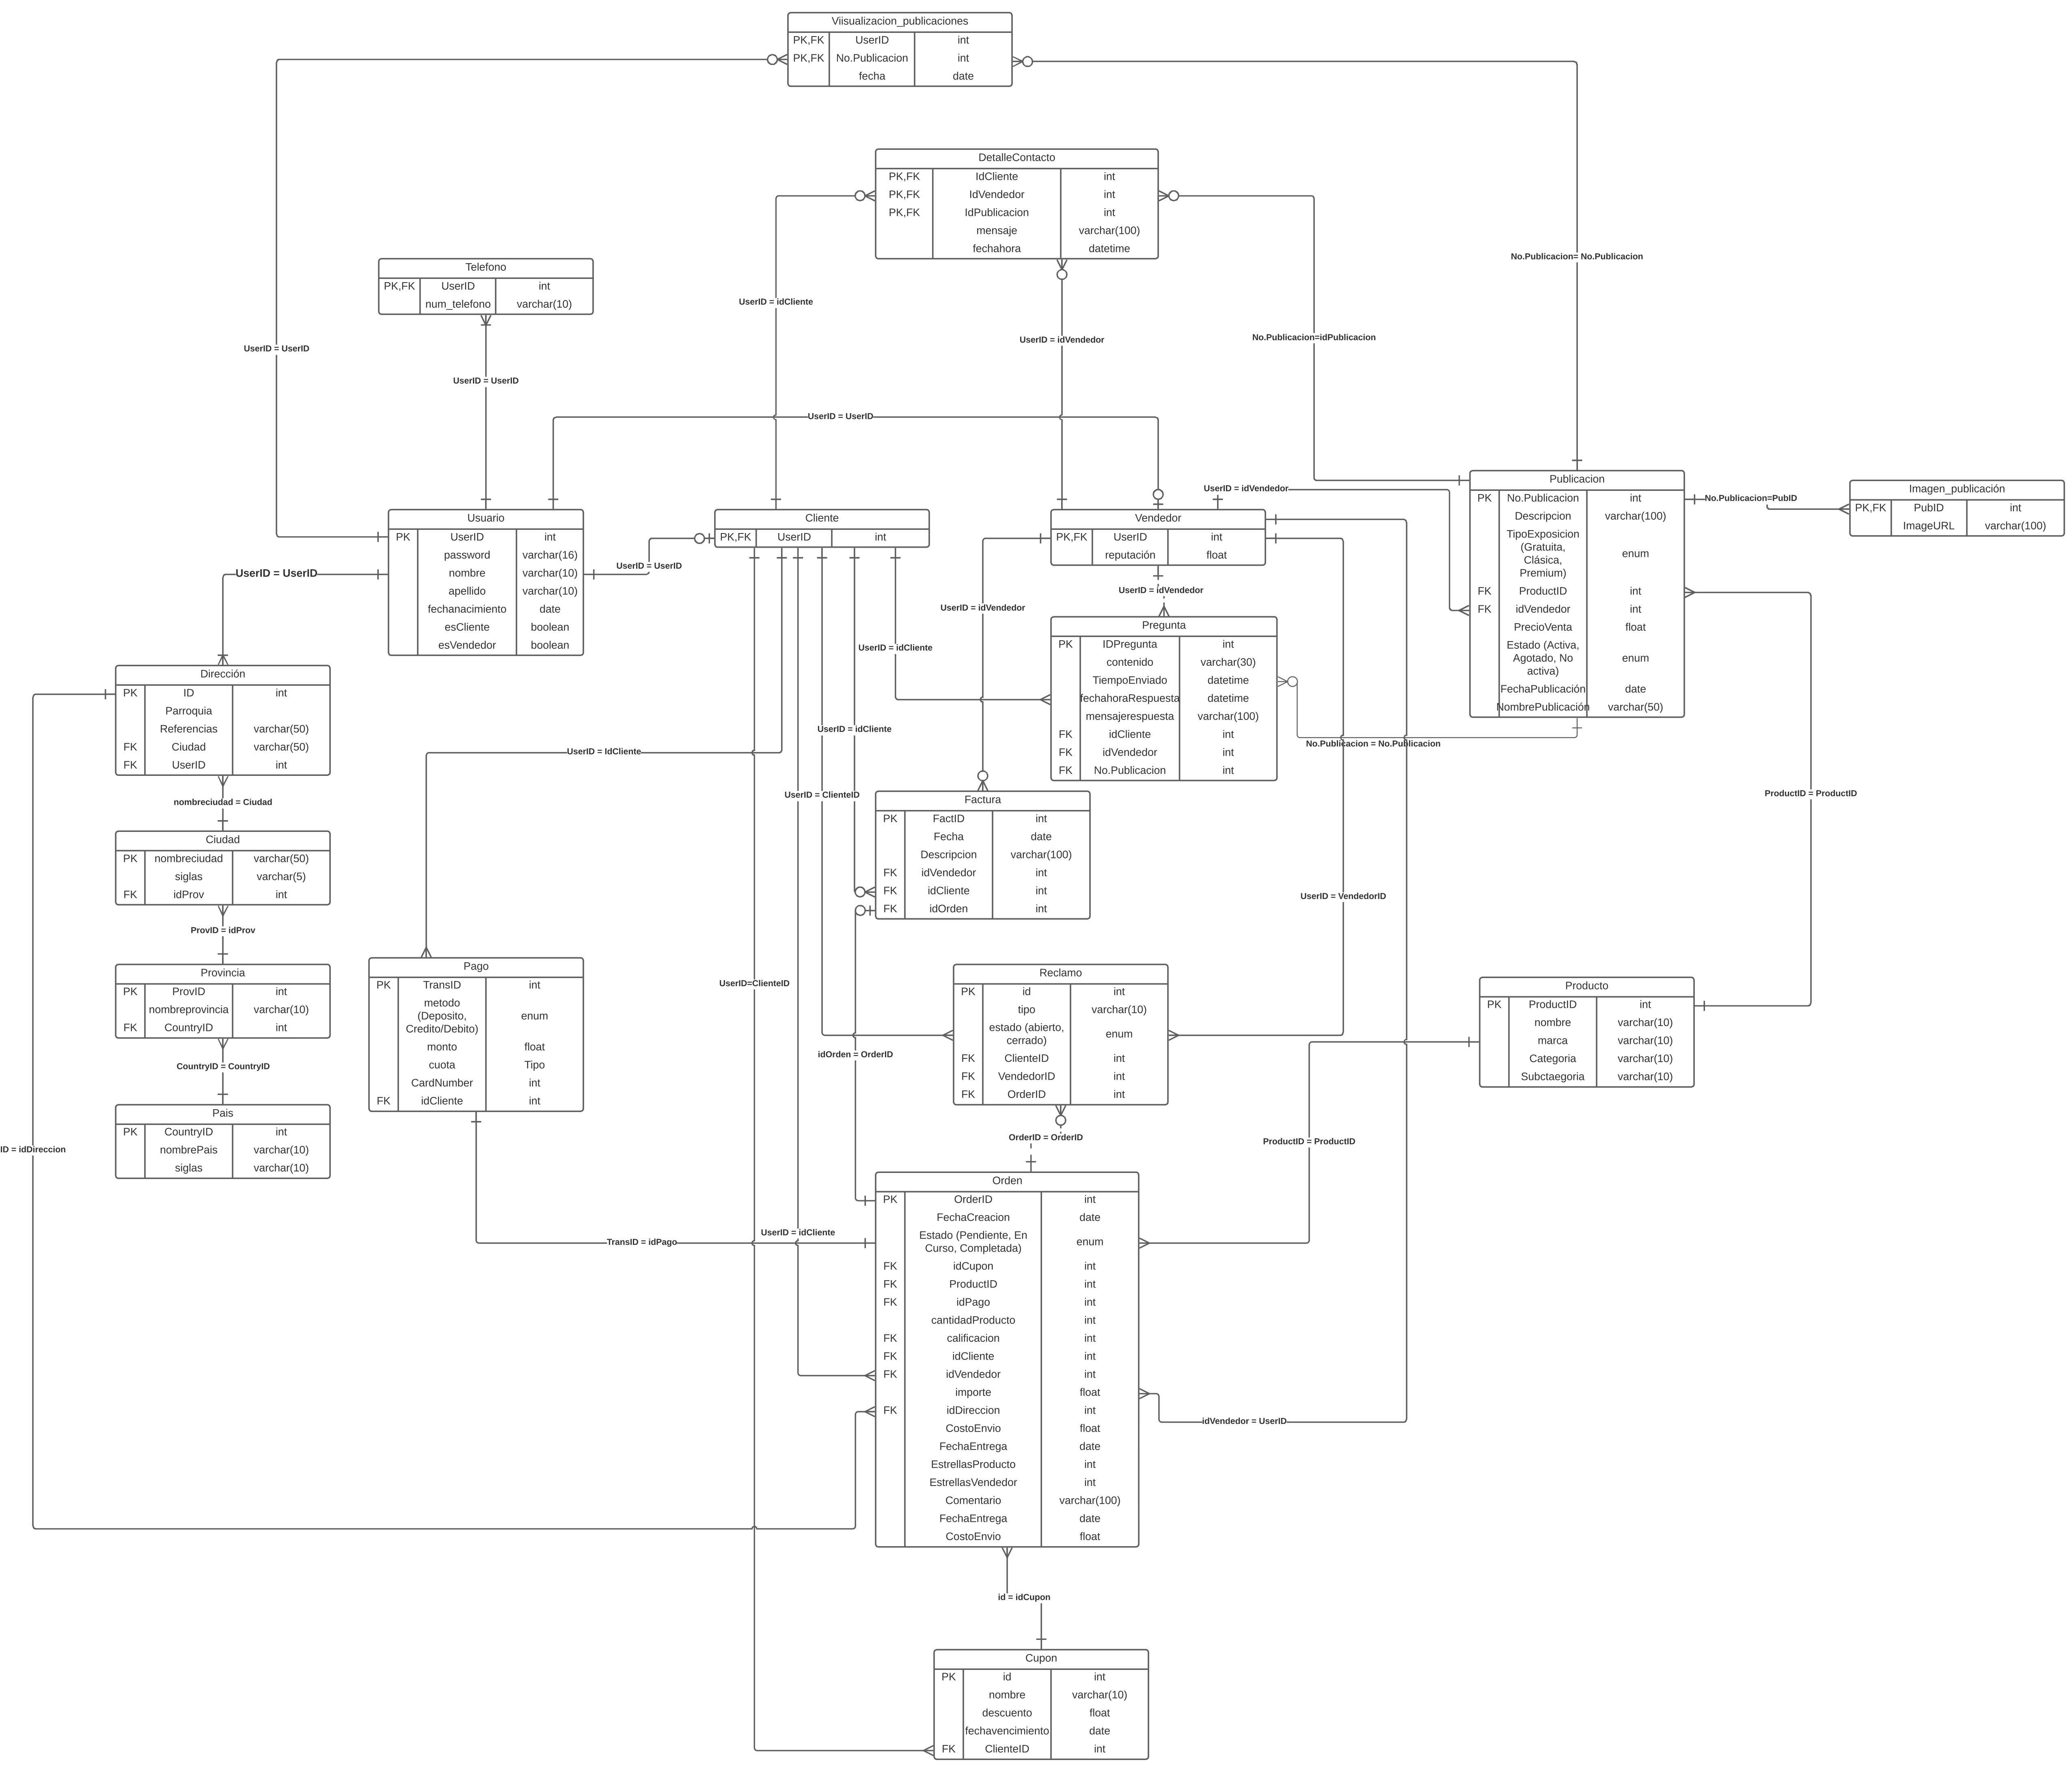 Viisualizacion_publicaciones
PK,FK UserID int
PK,FK No.Publicacion int
fecha date
DetalleContacto
PK,FK IdCliente int
PK,FK IdVendedor int
PK,FK IdPublicacion int
mensaje varchar(100)
fechahora datetime
No.Publicacion= No.Publicacion
Telefono
PK,FK UserID int
num_telefono varchar(10)
UserID = idCliente
UserID = idVendedor
No.Publicacion=idPublicacion
UserID = UserID
UserID = UserID
UserID = UserID
UserID = idVendedor
Usuario
PK UserID int
password varchar(16)
nombre varchar(10)
apellido varchar(10)
fechanacimiento date
esCliente boolean
esVendedor boolean
UserID = UserID
Cliente
PK,FK UserID int
Vendedor
PK,FK UserID int
reputación float
Publicacion
PK No.Publicacion int
Descripcion varchar(100)
TipoExposicion
(Gratuita,
Clásica,
Premium)
enum
FK ProductID int
FK idVendedor int
PrecioVenta float
Estado (Activa,
Agotado, No
activa)
enum
FechaPublicación date
NombrePublicación varchar(50)
No.Publicacion=PubID
Imagen_publicación
PK,FK PubID int
ImageURL varchar(100)
UserID = UserID
UserID = idVendedor
UserID = idVendedor
UserID = idCliente
Pregunta
PK IDPregunta int
contenido varchar(30)
TiempoEnviado datetime
fechahoraRespuesta datetime
mensajerespuesta varchar(100)
FK idCliente int
FK idVendedor int
FK No.Publicacion int
No.Publicacion = No.Publicacion
Dirección
PK ID int
Parroquia
Referencias varchar(50)
FK Ciudad varchar(50)
FK UserID int
UserID = idCliente
UserID = IdCliente
UserID = ClienteID
ProductID = ProductID
nombreciudad = Ciudad
Ciudad
PK nombreciudad varchar(50)
siglas varchar(5)
FK idProv int
Factura
PK FactID int
Fecha date
Descripcion varchar(100)
FK idVendedor int
FK idCliente int
FK idOrden int
UserID = VendedorID
ProvID = idProv
Provincia
PK ProvID int
nombreprovincia varchar(10)
FK CountryID int
Pago
PK TransID int
metodo
(Deposito,
Credito/Debito)
enum
monto float
cuota Tipo
CardNumber int
FK idCliente int
UserID=ClienteID
Reclamo
PK id int
tipo varchar(10)
estado (abierto,
cerrado)
enum
FK ClienteID int
FK VendedorID int
FK OrderID int
Producto
PK ProductID int
nombre varchar(10)
marca varchar(10)
Categoria varchar(10)
Subctaegoria varchar(10)
idOrden = OrderID
CountryID = CountryID
Pais
PK CountryID int
nombrePais varchar(10)
siglas varchar(10)
ID = idDireccion
OrderID = OrderID
ProductID = ProductID
UserID = idCliente
TransID = idPago
Orden
PK OrderID int
FechaCreacion date
Estado (Pendiente, En
Curso, Completada)
enum
FK idCupon int
FK ProductID int
FK idPago int
cantidadProducto int
FK calificacion int
FK idCliente int
FK idVendedor int
importe float
FK idDireccion int
CostoEnvio float
FechaEntrega date
EstrellasProducto int
EstrellasVendedor int
Comentario varchar(100)
FechaEntrega date
CostoEnvio float
idVendedor = UserID
id = idCupon
Cupon
PK id int
nombre varchar(10)
descuento float
fechavencimiento date
FK ClienteID int